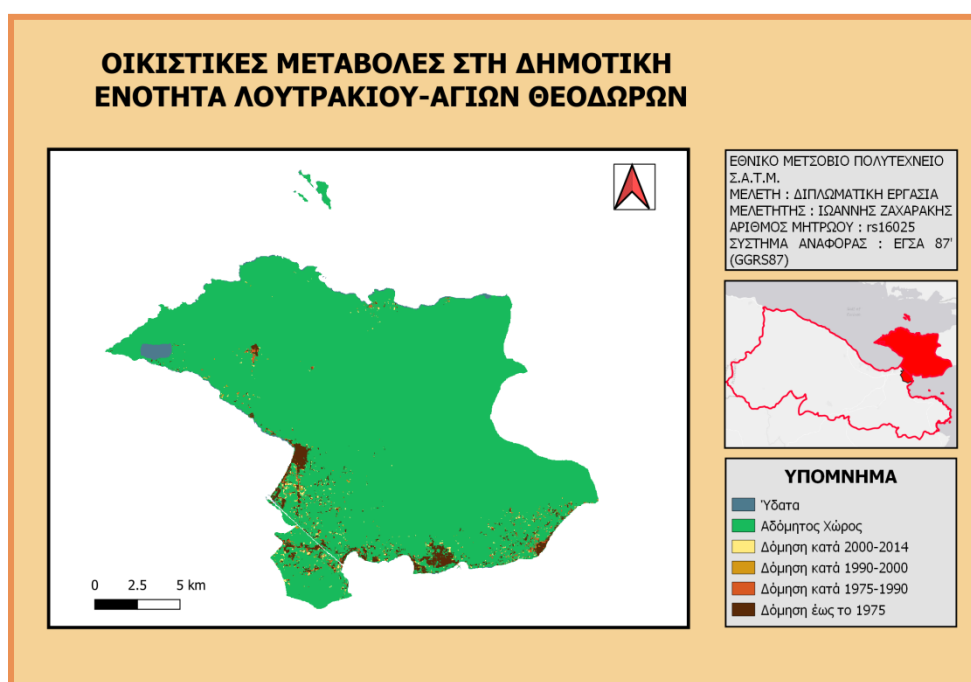 ΟΙΚΙΣΤΙΚΕΣ ΜΕΤΑΒΟΛΕΣ ΣΤΗ ΔΗΜΟΤΙΚΗ
ΕΝΟΤΗΤΑ ΛΟΥΤΡΑΚΙΟΥ-ΑΓΙΩΝ ΘΕΟΔΩΡΩΝ
ΕΘΝΙΚΟ ΜΕΤΣΟΒΙΟ ΠΟΛΥΤΕΧΝΕΙΟ
Σ.Α.Τ.Μ.
ΜΕΛΕΤΗ : ΔΙΠΛΩΜΑΤΙΚΗ ΕΡΓΑΣΙΑ
ΜΕΛΕΤΗΤΗΣ : ΙΩΑΝΝΗΣ ΖΑΧΑΡΑΚΗΣ
ΑΡΙΘΜΟΣ ΜΗΤΡΩΟΥ : rs16025
ΣΥΣΤΗΜΑ ΑΝΑΦΟΡΑΣ : ΕΓΣΑ 87'
(GGRS87)
ΥΠΟΜΝΗΜΑ
Ύδατα
Αδόμητος Χώρος
Δόμηση κατά 2000-2014
Δόμηση κατά 1990-2000
Δόμηση κατά 1975-1990
Δόμηση έως το 1975
0 2.5 5 km